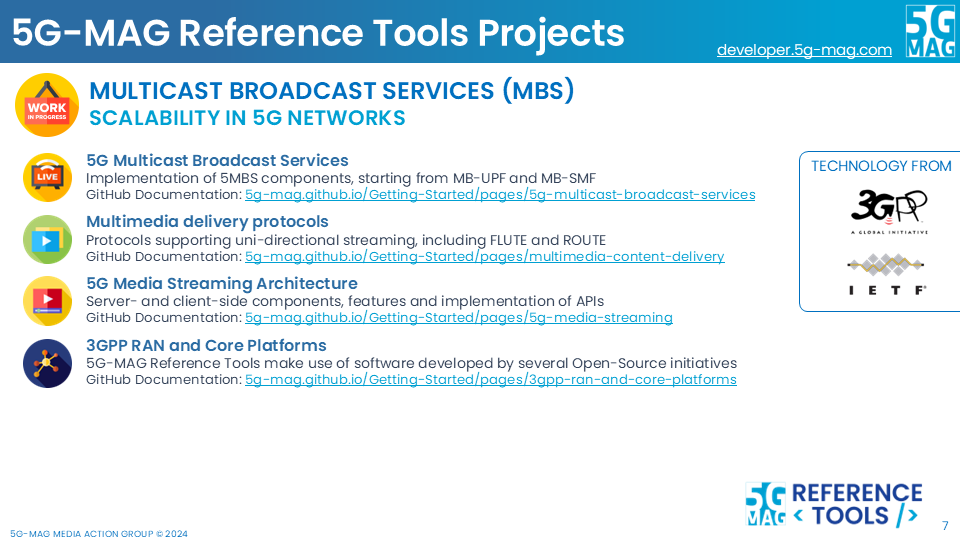 5G-MAG Reference Tools Projects
developer.5g-mag.com
5G
MAG
WORK
IN PROGRESS
MULTICAST BROADCAST SERVICES (MBS)
SCALABILITY IN 5G NETWORKS
LIVE
5G Multicast Broadcast Services
Implementation of 5MBS components, starting from MB-UPF and MB-SMF
GitHub Documentation: 5g-mag.github.io/Getting-Started/pages/5g-multicast-broadcast-services
Multimedia delivery protocols
Protocols supporting uni-directional streaming, including FLUTE and ROUTE
GitHub Documentation: 5g-mag.github.io/Getting-Started/pages/multimedia-content-delivery
5G Media Streaming Architecture
Server- and client-side components, features and implementation of APIs
GitHub Documentation: 5g-mag.github.io/Getting-Started/pages/5g-media-streaming
3GPP RAN and Core Platforms
5G-MAG Reference Tools make use of software developed by several Open-Source initiatives
GitHub Documentation: 5g-mag.github.io/Getting-Started/pages/3gpp-ran-and-core-platforms
TECHNOLOGY FROM
3GPP
A GLOBAL INITIATIVE
I E T F®
5G
MAG
REFERENCE
< TOOLS />
5G-MAG MEDIA ACTION GROUP © 2024
7